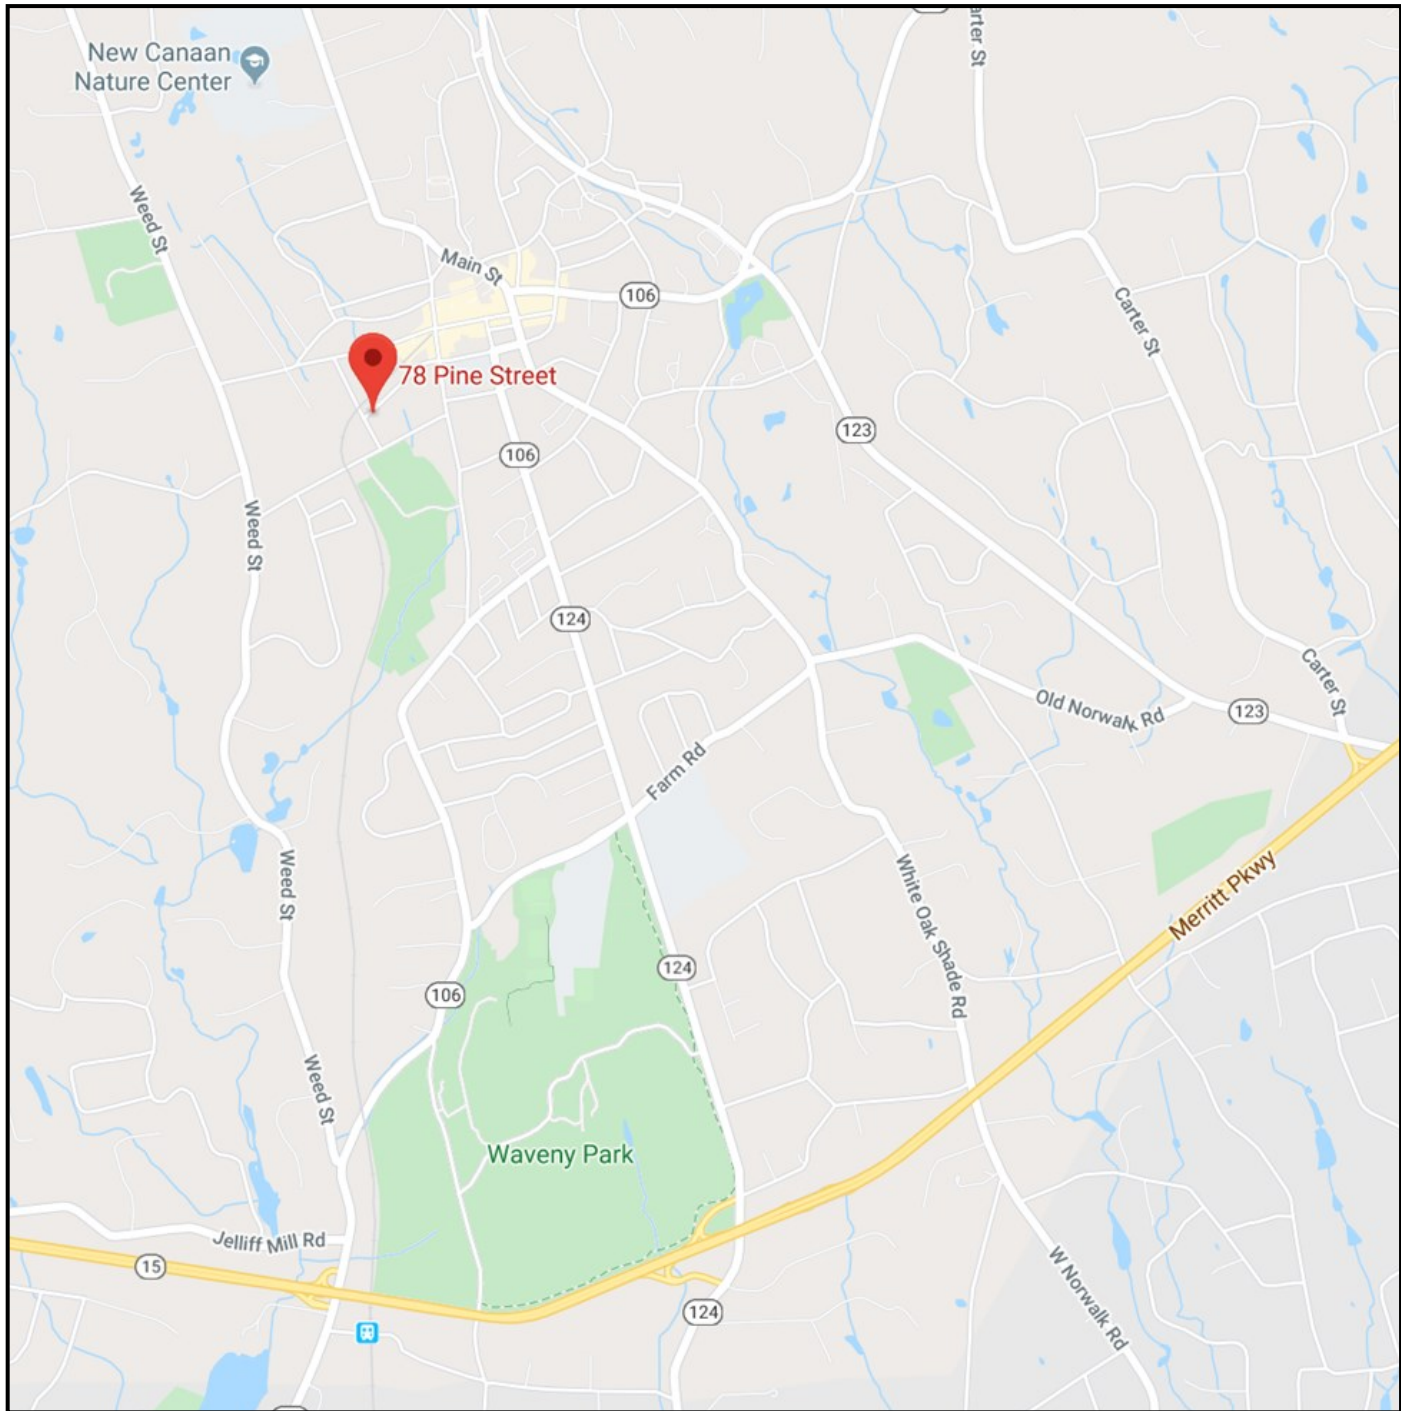 New Canaan
Nature Center
arter St
Weed St
Main St
106
Carter St
78 Pine Street
123
106
Weed St
124
Carter St
Old Norwalk Rd
123
Farm Rd
Weed St
White Oak Shade Rd
Merritt Pkwy
124
106
Weed St
Waveny Park
Jelliff Mill Rd
15
W Norwalk Rd
124